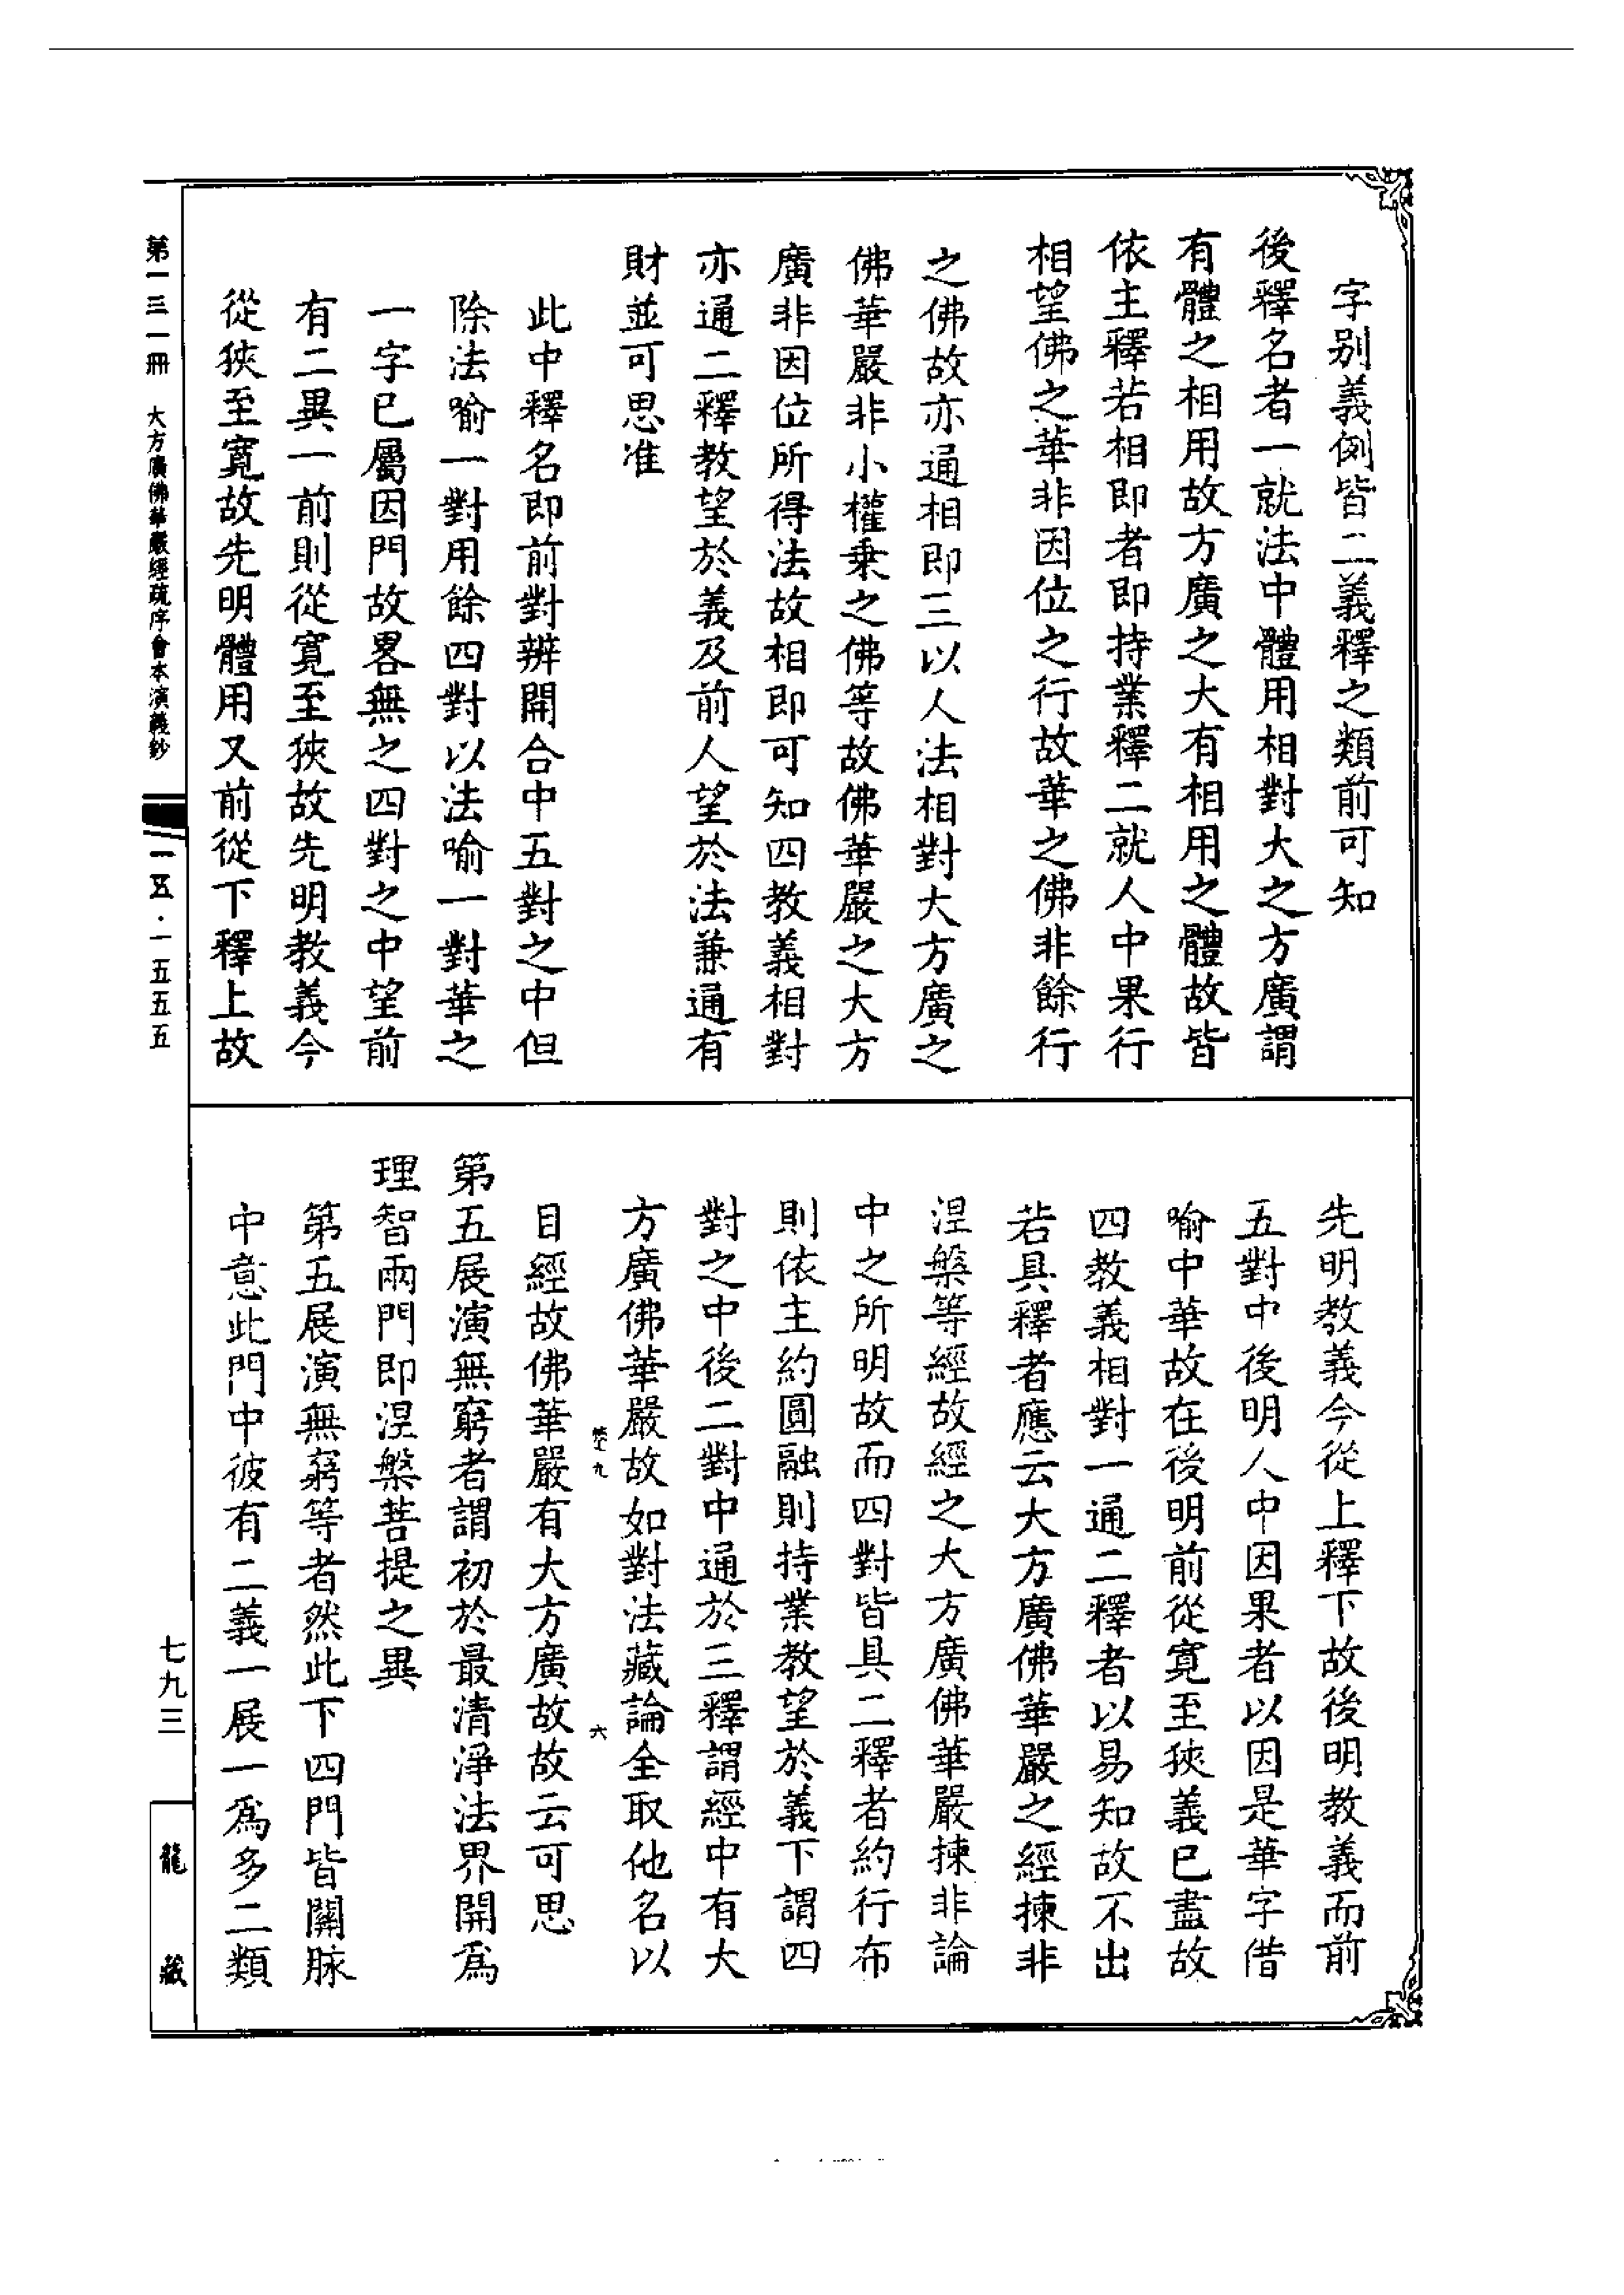 字别義例皆二義釋之類前可知
後釋名者一就法中體用相對大之方廣謂
有體之相用故方廣之大有相用之體故皆
依主釋若相即者即持業釋二就人中果行
相望佛之華非因位之行故華之佛非餘行
之佛故亦通相即三以人法相對大方廣之
佛華嚴非小權乗之佛等故佛華嚴之大方
廣非因位所得法故相即可知四教義相對
亦通二釋教望於義及前人望於法兼通有
財並可思准
此中釋名即前對辨開合中五對之中但
除法喻一對用餘四對以法喻一對華之
一字已屬因門故畧無之四對之中望前
有二異一前則從寬至狹故先明教義今
從狹至寬故先明體用又前從下釋上故
先明教義今從上釋下故後明教義而前
五對中後明人中因果者以因是華字借
喻中華故在後明前從寬至狹義已盡故
四教義相對一通二釋者以易知故不出
若具釋者應云大方廣佛華嚴之經揀非
涅槃等經故經之大方廣佛華嚴揀非論
中之所明故而四對皆具二釋者約行布
則依主約圓融則持業教望於義下謂四
對之中後二對中通於三釋謂經中有大
方廣佛華嚴故如對法藏論全取他名以
目經故佛華嚴有大方廣故故云可思
第五展演無窮者謂初於最清淨法界開爲
理智兩門即涅槃菩提之異
第五展演無窮等者然此下四門皆關脉
中意此門中彼有二義一展一爲多二類
第一三一冊 大方廣佛華嚴經疏序會本演義鈔
一五五·一五五五
七九三
龍藏